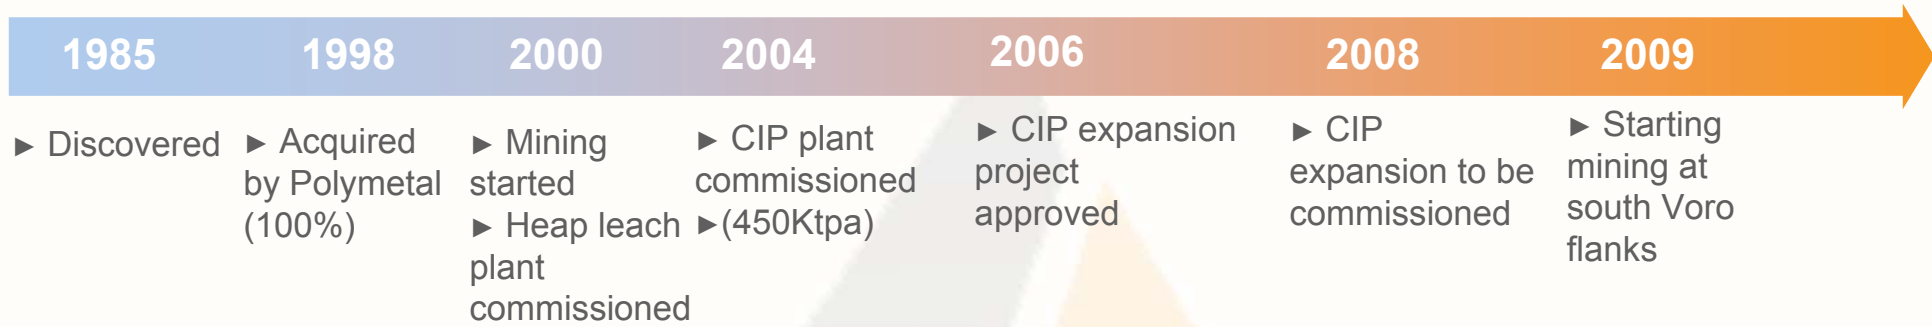 1985 1998 2000 2004 2006 2008 2009
► Discovered
► Acquired
by Polymetal
(100%)
► Mining
started
► Heap leach
plant
commissioned
► CIP plant
commissioned
►(450Ktpa)
► CIP expansion
project
approved
► CIP
expansion to be
commissioned
► Starting
mining at
south Voro
flanks